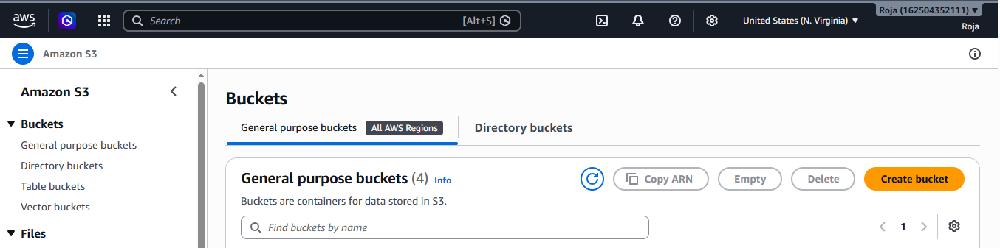 aws
Search [Alt+S]
United States (N. Virginia)
Roja (162504352111)
Roja
Amazon S3
Amazon S3
Buckets
General purpose buckets
Directory buckets
Table buckets
Vector buckets
Files
Buckets
General purpose buckets All AWS Regions Directory buckets
General purpose buckets (4) Info
Copy ARN Empty Delete Create bucket
Buckets are containers for data stored in S3.
Find buckets by name
1